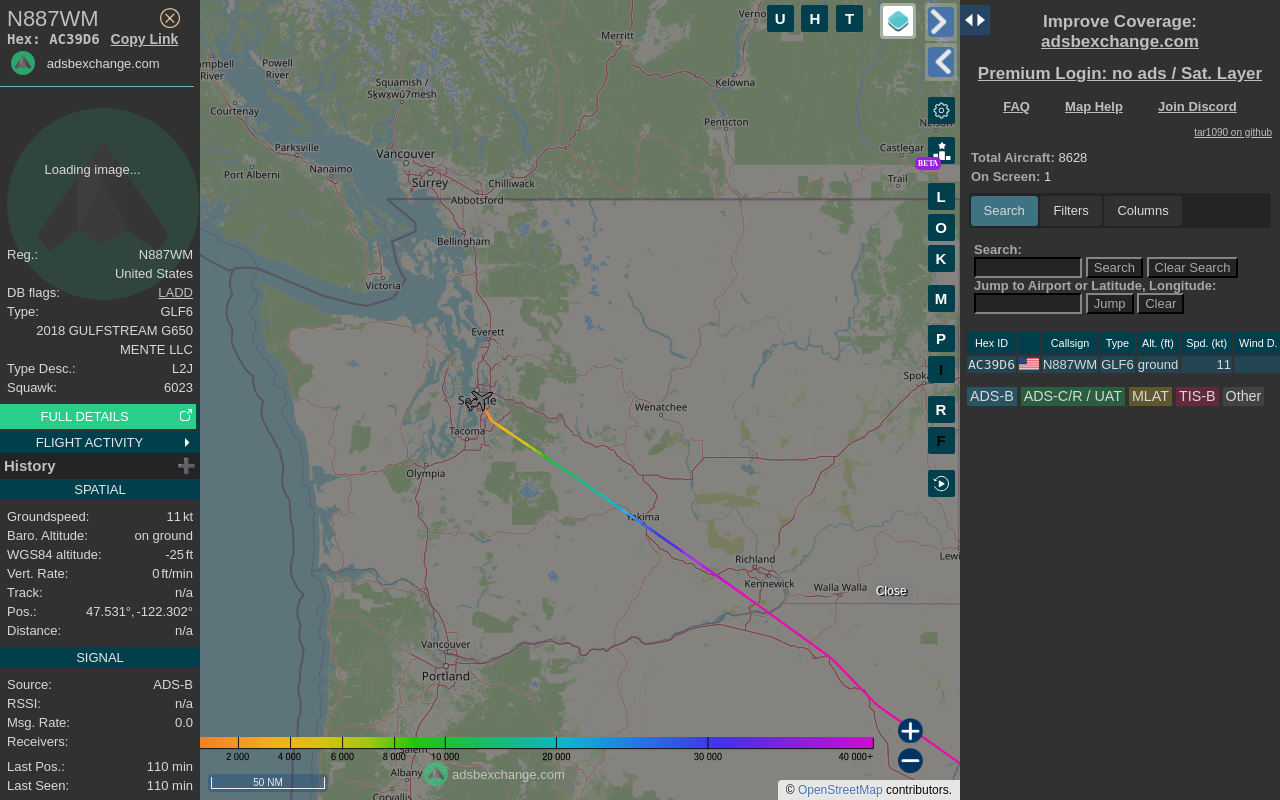 N887WM
Hex: AC39D6 Copy Link
adsbexchange.com
Loading image...
Reg.: N887WM
United States
DB flags: LADD
Type: GLF6
2018 GULFSTREAM G650
MENTE LLC
Type Desc.: L2J
Squawk: 6023
FULL DETAILS
FLIGHT ACTIVITY
History
SPATIAL
Groundspeed: 11 kt
Baro. Altitude: on ground
WGS84 altitude: -25 ft
Vert. Rate: 0 ft/min
Track: n/a
Pos.: 47.531°, -122.302°
Distance: n/a
SIGNAL
Source: ADS-B
RSSI: n/a
Msg. Rate: 0.0
Receivers:
Last Pos.: 110 min
Last Seen: 110 min
Merritt
Powell
River
Squamish /
Sḵwx̱wú7mesh
Kelowna
Courtenay
Penticton
Parksville
Vancouver
Castlegar
Nanaimo
Port Alberni
Surrey
Chilliwack
Trail
Abbotsford
Bellingham
Victoria
Everett
Wenatchee
Tacoma
Olympia
Yakima
Richland
Kennewick
Walla Walla
Vancouver
Portland
Albany
Corvallis
U H T
BETA
L
O
K
M
P
I
R
F
Close
2 000 4 000 6 000 8 000 10 000 20 000 30 000 40 000+
adsbexchange.com
50 NM
© OpenStreetMap contributors.
Improve Coverage:
adsbexchange.com
Premium Login: no ads / Sat. Layer
FAQ Map Help Join Discord
tar1090 on github
Total Aircraft: 8628
On Screen: 1
Search Filters Columns
Search:
Search Clear Search
Jump to Airport or Latitude, Longitude:
Jump Clear
Hex ID Callsign Type Alt. (ft) Spd. (kt) Wind D.
AC39D6 N887WM GLF6 ground 11
ADS-B ADS-C/R / UAT MLAT TIS-B Other